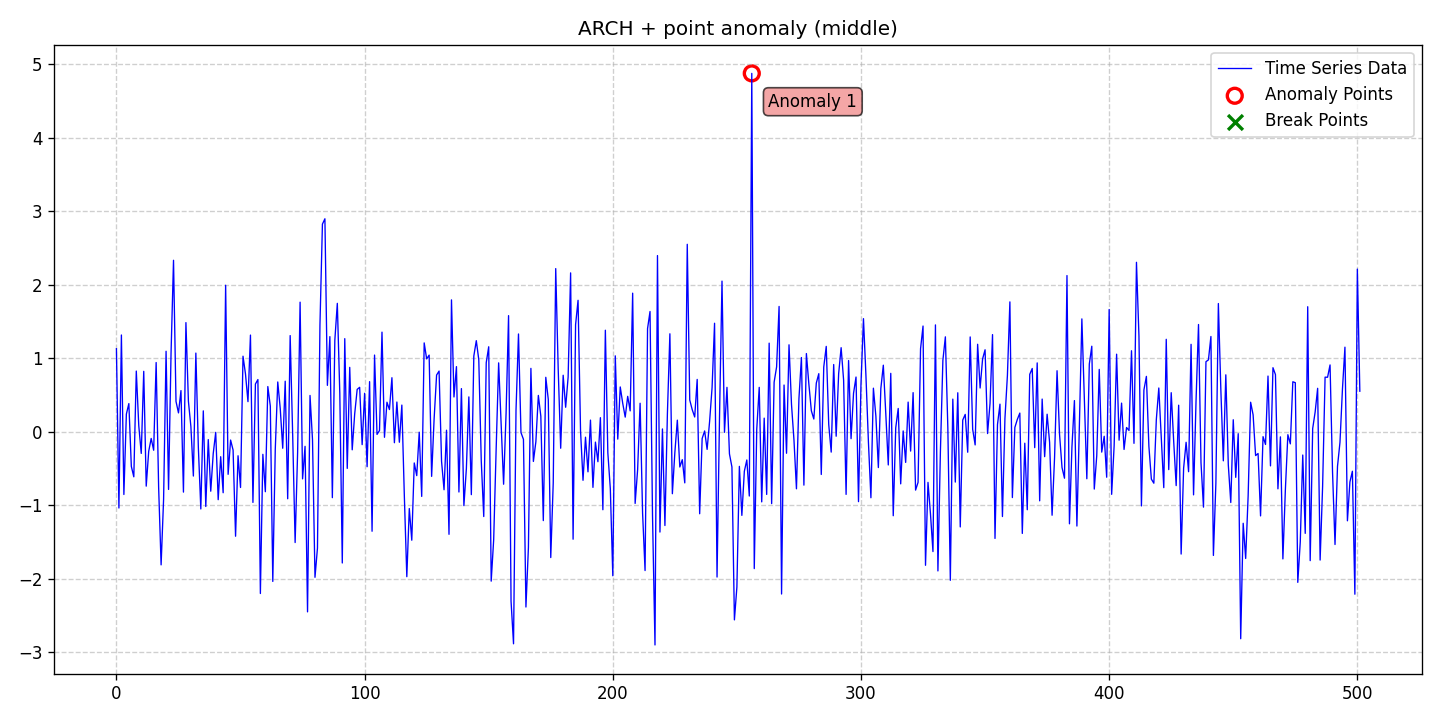 ARCH + point anomaly (middle)
Time Series Data
Anomaly Points
Break Points
Anomaly 1
5
4
3
2
1
0
−1
−2
−3
0 100 200 300 400 500